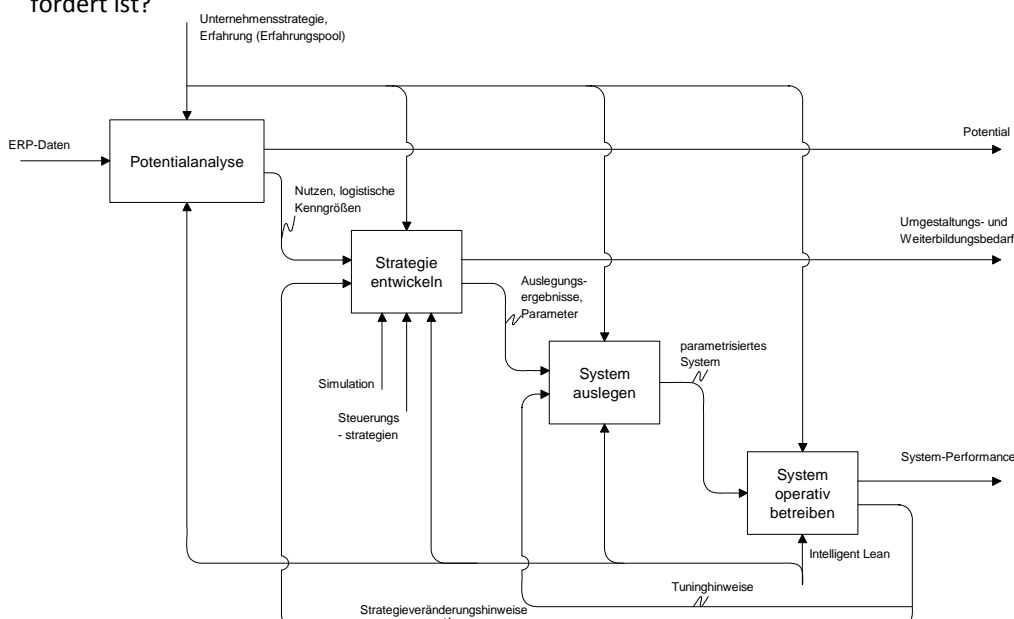 fördert ist?
Unternehmensstrategie,
Erfahrung (Erfahrungspool)
ERP-Daten
Potentialanalyse
Potential
Nutzen, logistische
Kenngrößen
Umgestaltungs- und
Weiterbildungsbedarf
Strategie
entwickeln
Auslegungs-
ergebnisse,
Parameter
Simulation
Steuerungs
- strategien
System
auslegen
parametrisiertes
System
System-Performance
System
operativ
betreiben
Intelligent Lean
Tuninghinweise
Strategieveränderungshinweise